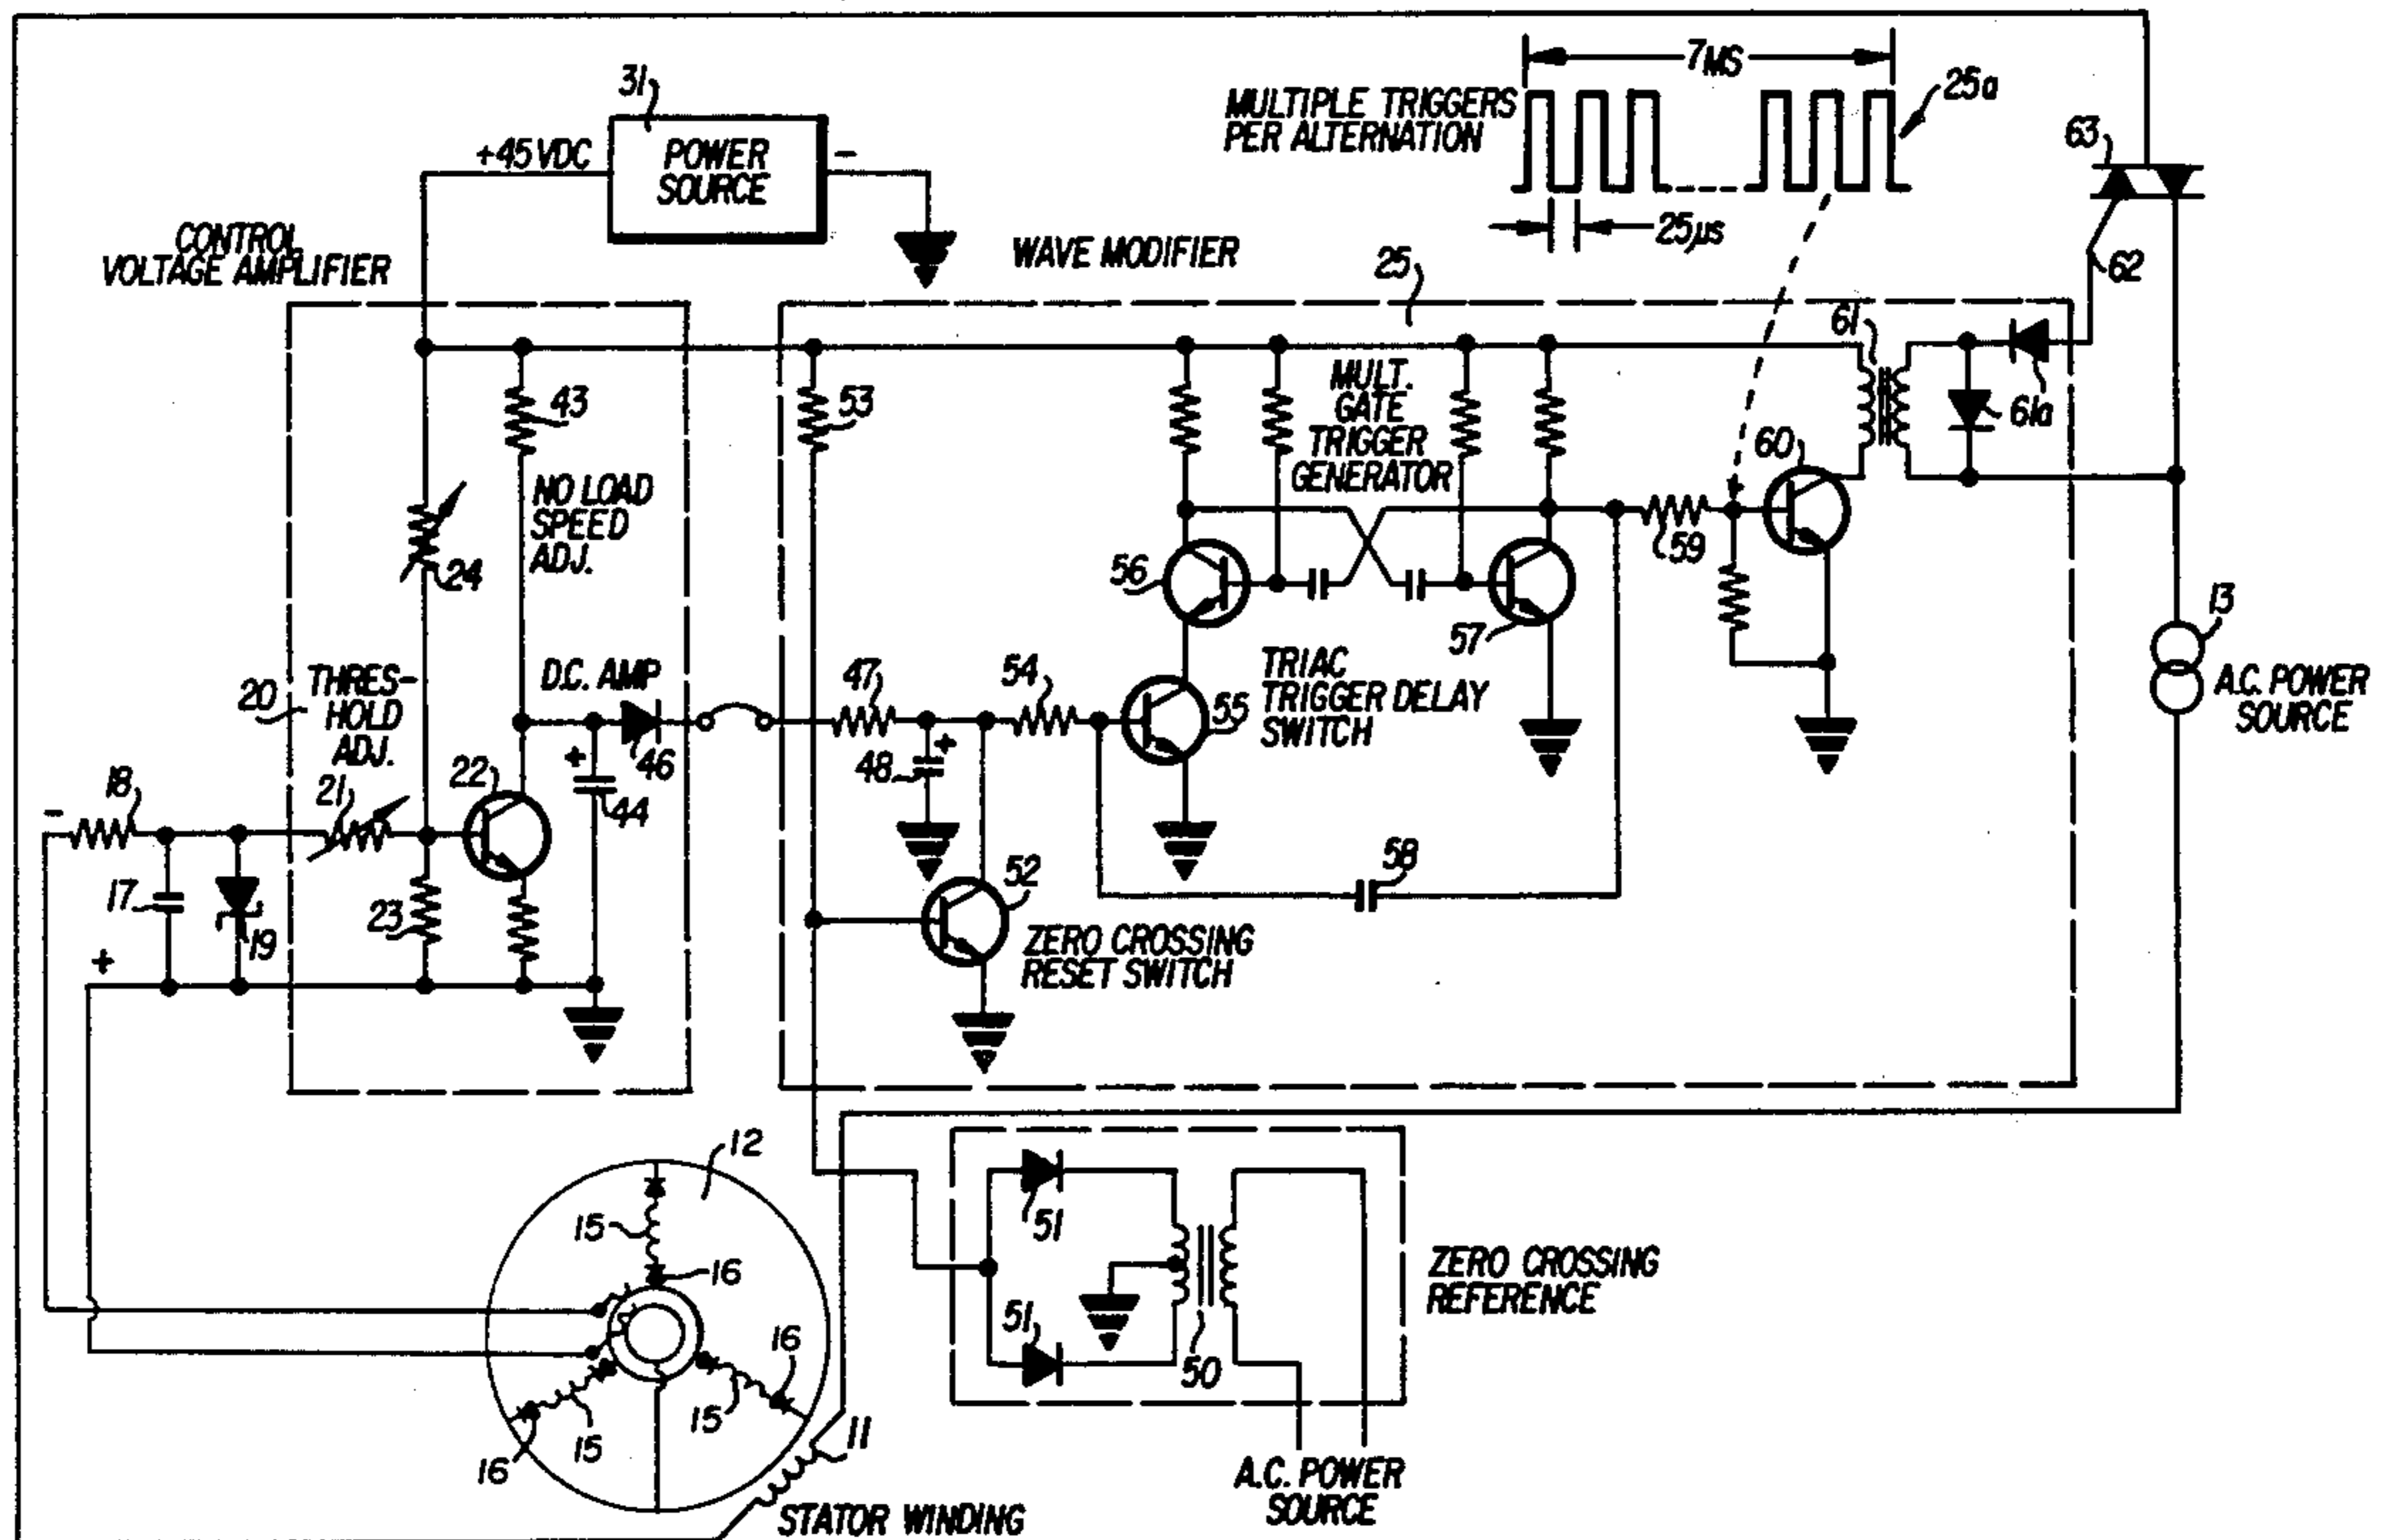 7MS
MULTIPLE TRIGGERS
PER ALTERNATION
25a
31
+45 VDC
POWER
SOURCE
-
63
25µs
62
CONTROL
VOLTAGE AMPLIFIER
WAVE MODIFIER
25
61
61a
43
53
MULT.
GATE
TRIGGER
GENERATOR
60
NO LOAD
SPEED
ADJ.
24
+
59
56
57
13
A.C. POWER
SOURCE
20
THRES-
HOLD
ADJ.
D.C. AMP
47
54
55
TRIAC
TRIGGER DELAY
SWITCH
46
+
44
48
+
-
18
21
22
58
17
19
23
52
+
ZERO CROSSING
RESET SWITCH
12
15
16
51
51
50
ZERO CROSSING
REFERENCE
16
15
15
16
11
STATOR WINDING
A.C. POWER
SOURCE